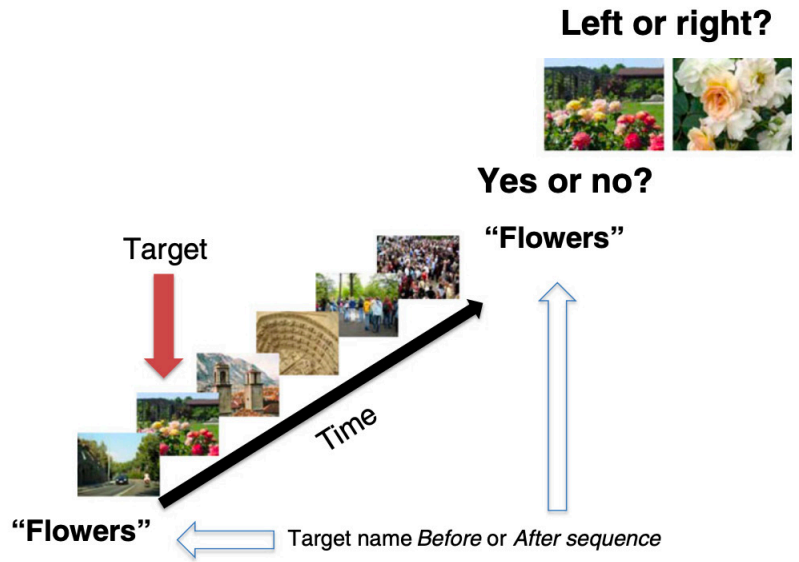 Left or right?
Yes or no?
“Flowers”
Target
Time
“Flowers”
Target name Before or After sequence